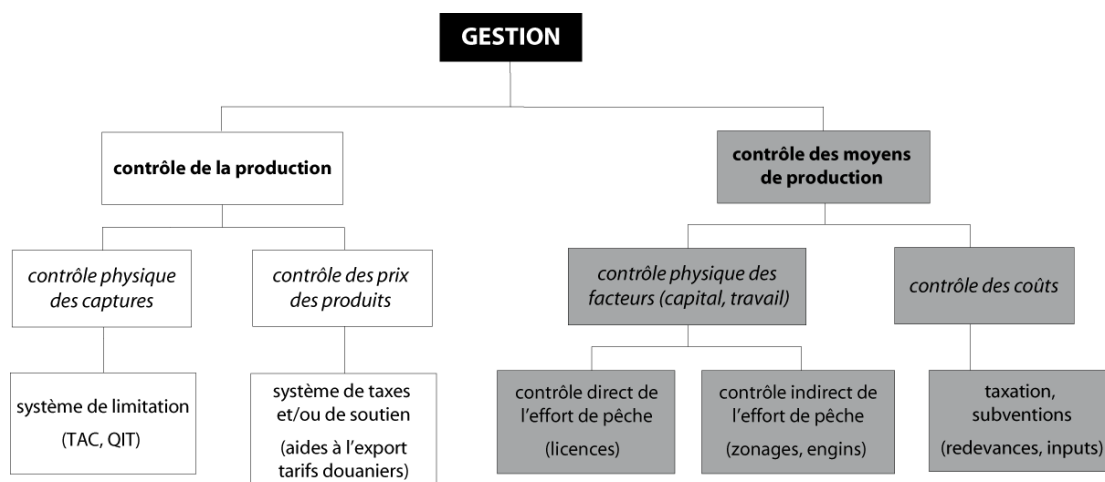 GESTION
contrôle de la production
contrôle des moyens
de production
contrôle physique
des captures
contrôle des prix
des produits
contrôle physique des
facteurs (capital, travail)
contrôle des coûts
système de limitation
(TAC, QIT)
système de taxes
et/ou de soutien
(aides à l'export
tarifs douaniers)
contrôle direct de
l'effort de pêche
(licences)
contrôle indirect de
l'effort de pêche
(zonages, engins)
taxation,
subventions
(redevances, inputs)